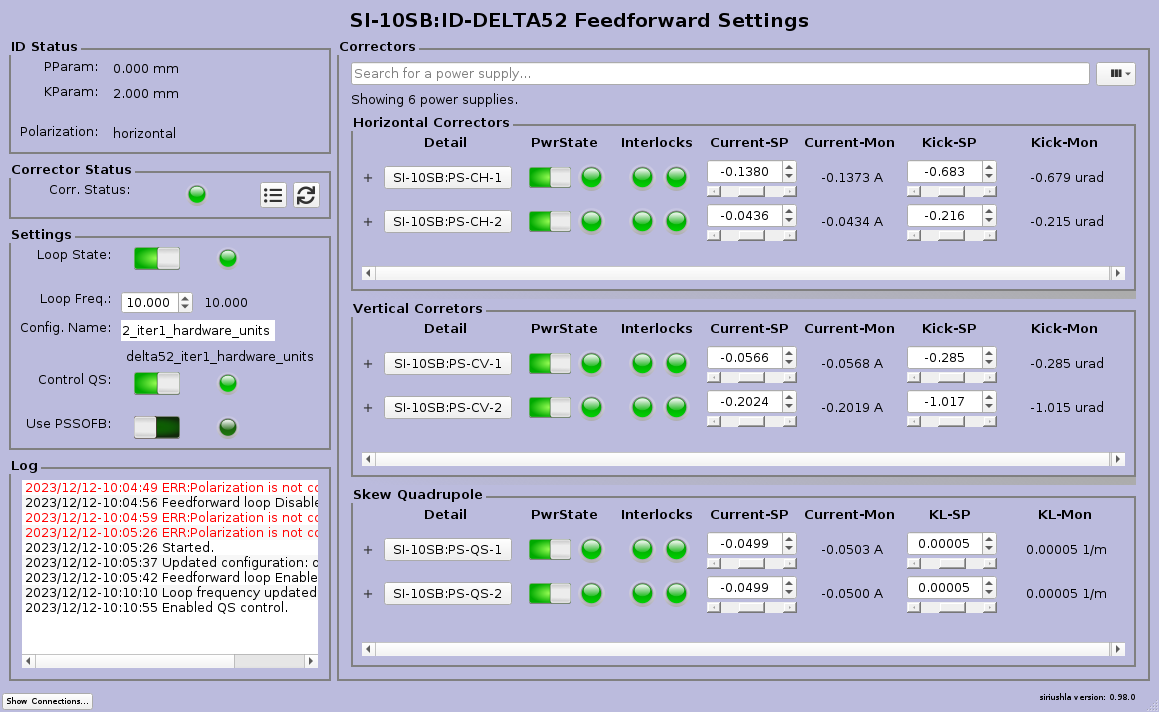 SI-10SB:ID-DELTA52 Feedforward Settings
ID Status
PParam: 0.000 mm
KParam: 2.000 mm
Polarization: horizontal
Corrector Status
Corr. Status:
Settings
Loop State:
Loop Freq.: 10.000 10.000
Config. Name: 2_iter1_hardware_units
delta52_iter1_hardware_units
Control QS:
Use PSSOFB:
Log
2023/12/12-10:04:49 ERR:Polarization is not co
2023/12/12-10:04:56 Feedforward loop Disable
2023/12/12-10:04:59 ERR:Polarization is not co
2023/12/12-10:05:26 ERR:Polarization is not co
2023/12/12-10:05:26 Started.
2023/12/12-10:05:37 Updated configuration: d
2023/12/12-10:05:42 Feedforward loop Enable
2023/12/12-10:10:10 Loop frequency updated
2023/12/12-10:10:55 Enabled QS control.
Show Connections...
Correctors
Search for a power supply...
Showing 6 power supplies.
Horizontal Correctors
Detail PwrState Interlocks Current-SP Current-Mon Kick-SP Kick-Mon
+ SI-10SB:PS-CH-1 -0.1380 -0.1373 A -0.683 -0.679 urad
+ SI-10SB:PS-CH-2 -0.0436 -0.0434 A -0.216 -0.215 urad
Vertical Corretors
Detail PwrState Interlocks Current-SP Current-Mon Kick-SP Kick-Mon
+ SI-10SB:PS-CV-1 -0.0566 -0.0568 A -0.285 -0.285 urad
+ SI-10SB:PS-CV-2 -0.2024 -0.2019 A -1.017 -1.015 urad
Skew Quadrupole
Detail PwrState Interlocks Current-SP Current-Mon KL-SP KL-Mon
+ SI-10SB:PS-QS-1 -0.0499 -0.0503 A 0.00005 0.00005 1/m
+ SI-10SB:PS-QS-2 -0.0499 -0.0500 A 0.00005 0.00005 1/m
siriushla version: 0.98.0